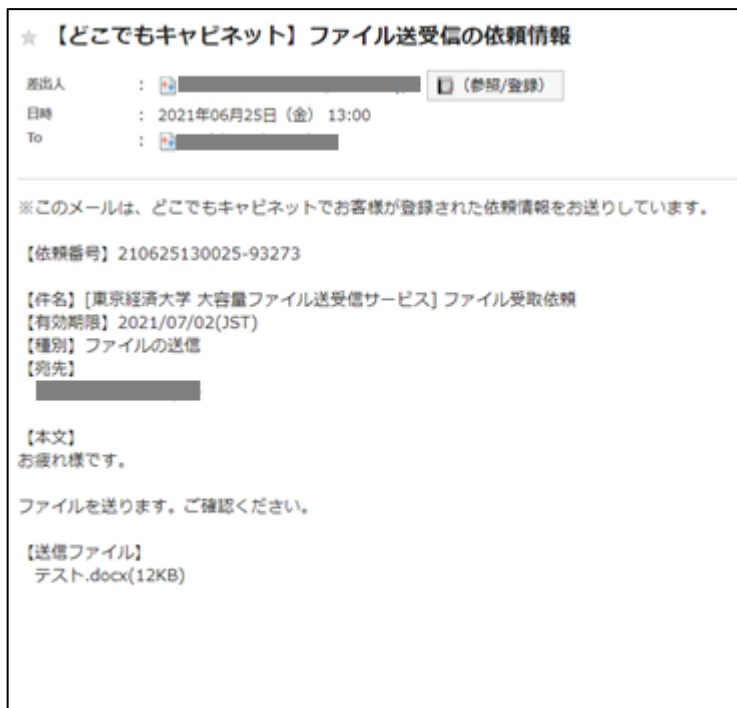 ★ 【どこでもキャビネット】ファイル送受信の依頼情報
差出人 : (参照/登録)
日時 : 2021年06月25日（金） 13:00
To :
※このメールは、どこでもキャビネットでお客様が登録された依頼情報をお送りしています。
【依頼番号】210625130025-93273
【件名】[東京経済大学 大容量ファイル送受信サービス] ファイル受取依頼
【有効期限】2021/07/02(JST)
【種別】ファイルの送信
【宛先】
【本文】
お疲れ様です。
ファイルを送ります。ご確認ください。
【送信ファイル】
テスト.docx(12KB)